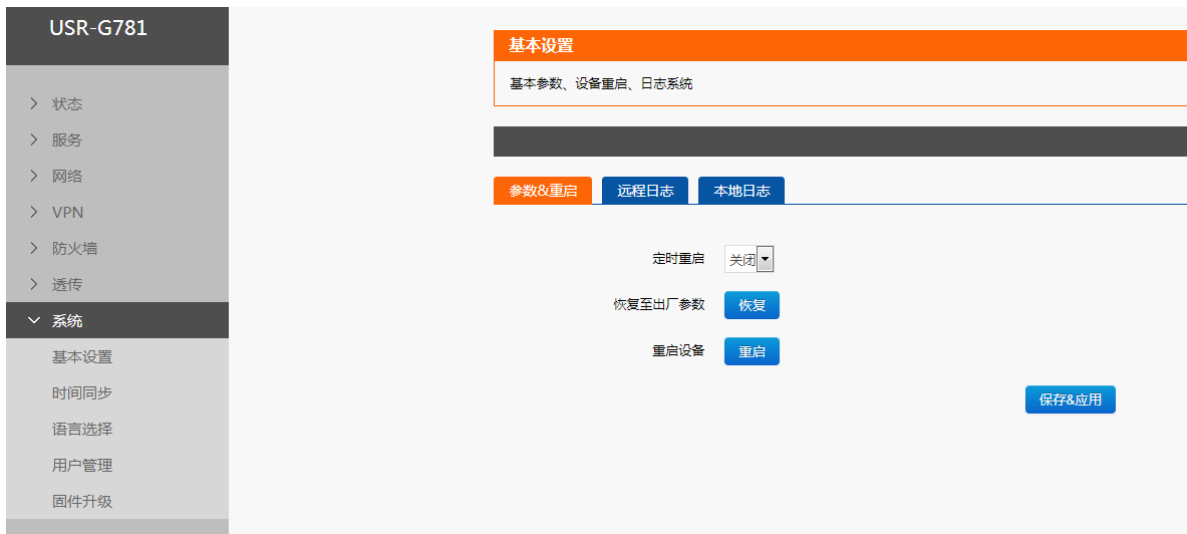 USR-G781
状态
服务
网络
VPN
防火墙
透传
系统
基本设置
时间同步
语言选择
用户管理
固件升级
基本设置
基本参数、设备重启、日志系统
参数&重启 远程日志 本地日志
定时重启 关闭
恢复至出厂参数 恢复
重启设备 重启
保存&应用